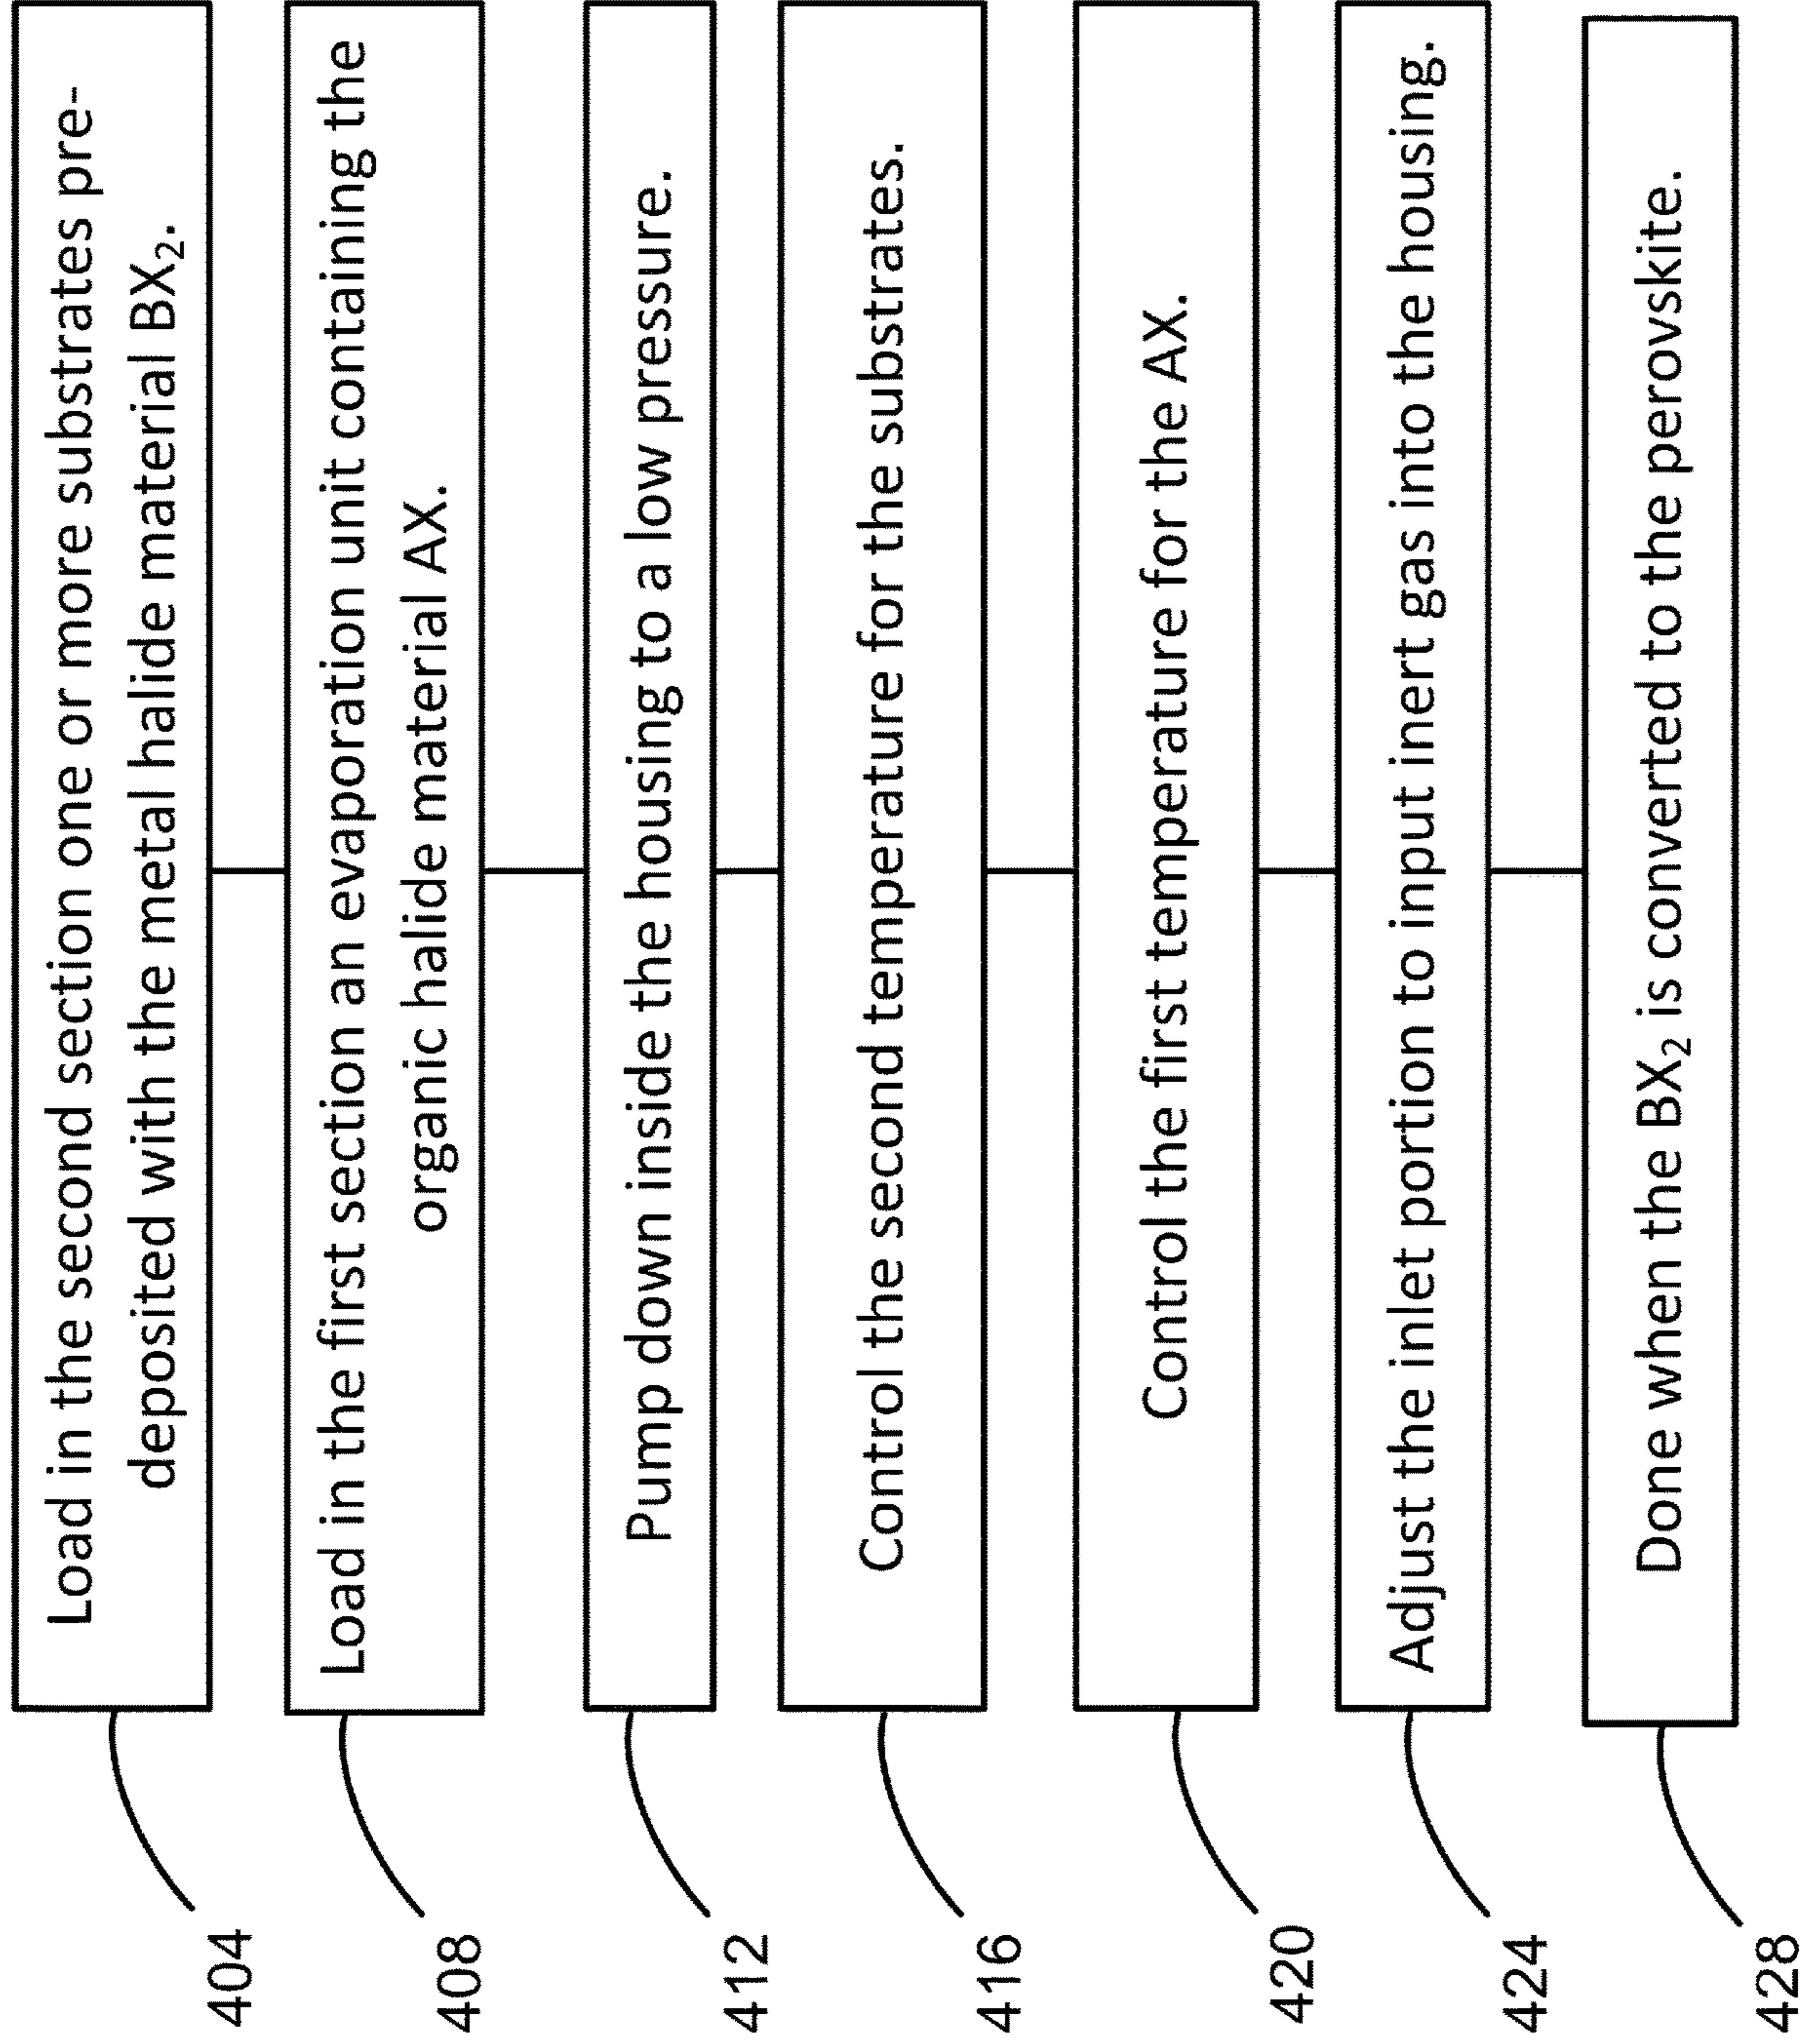 Load in the second section one or more substrates pre-
deposited with the metal halide material BX₂.
404
Load in the first section an evaporation unit containing the
organic halide material AX.
408
Pump down inside the housing to a low pressure.
412
Control the second temperature for the substrates.
416
Control the first temperature for the AX.
420
Adjust the inlet portion to input inert gas into the housing.
424
Done when the BX₂ is converted to the perovskite.
428